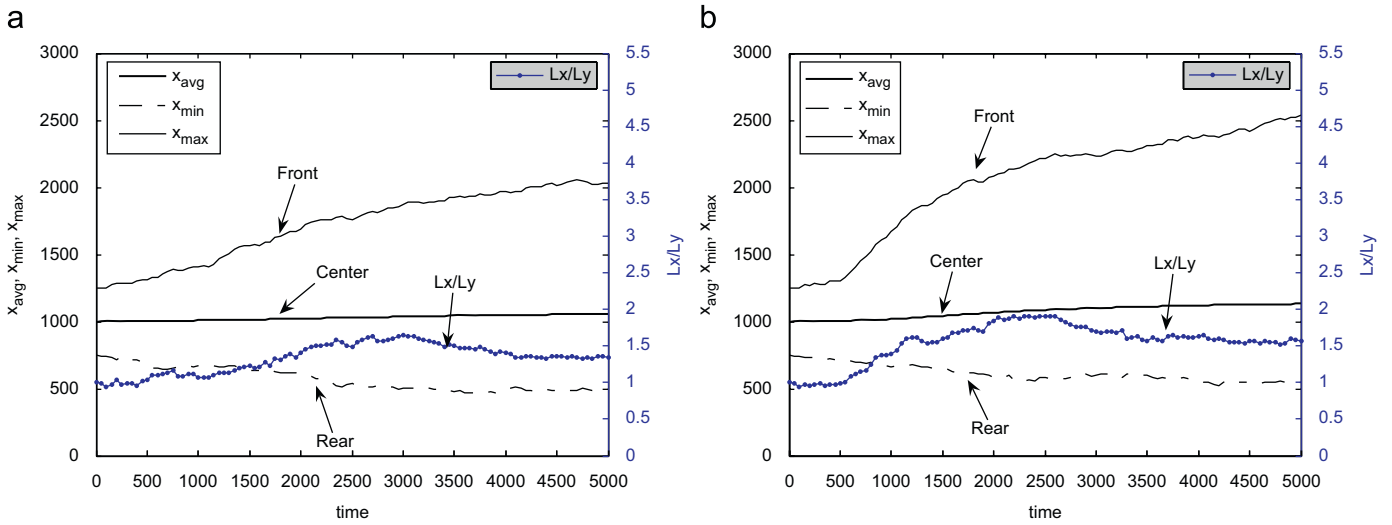 a
3000
2500
2000
1500
1000
500
0
x_avg, x_min, x_max
x_avg
x_min
x_max
Lx/Ly
Front
Center
Lx/Ly
Rear
5.5
5
4.5
4
3.5
3
2.5
2
1.5
1
0.5
0
Lx/Ly
0 500 1000 1500 2000 2500 3000 3500 4000 4500 5000
time
b
3000
2500
2000
1500
1000
500
0
x_avg, x_min, x_max
x_avg
x_min
x_max
Lx/Ly
Front
Center
Lx/Ly
Rear
5.5
5
4.5
4
3.5
3
2.5
2
1.5
1
0.5
0
Lx/Ly
0 500 1000 1500 2000 2500 3000 3500 4000 4500 5000
time